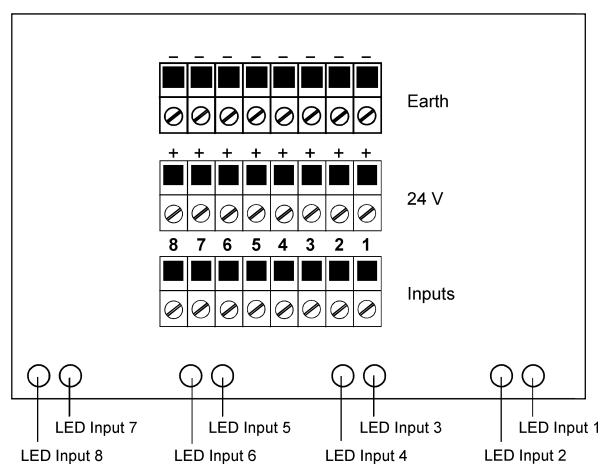 – – – – – – – –
Earth
+ + + + + + + +
24 V
8 7 6 5 4 3 2 1
Inputs
LED Input 7 LED Input 5 LED Input 3 LED Input 1
LED Input 8 LED Input 6 LED Input 4 LED Input 2